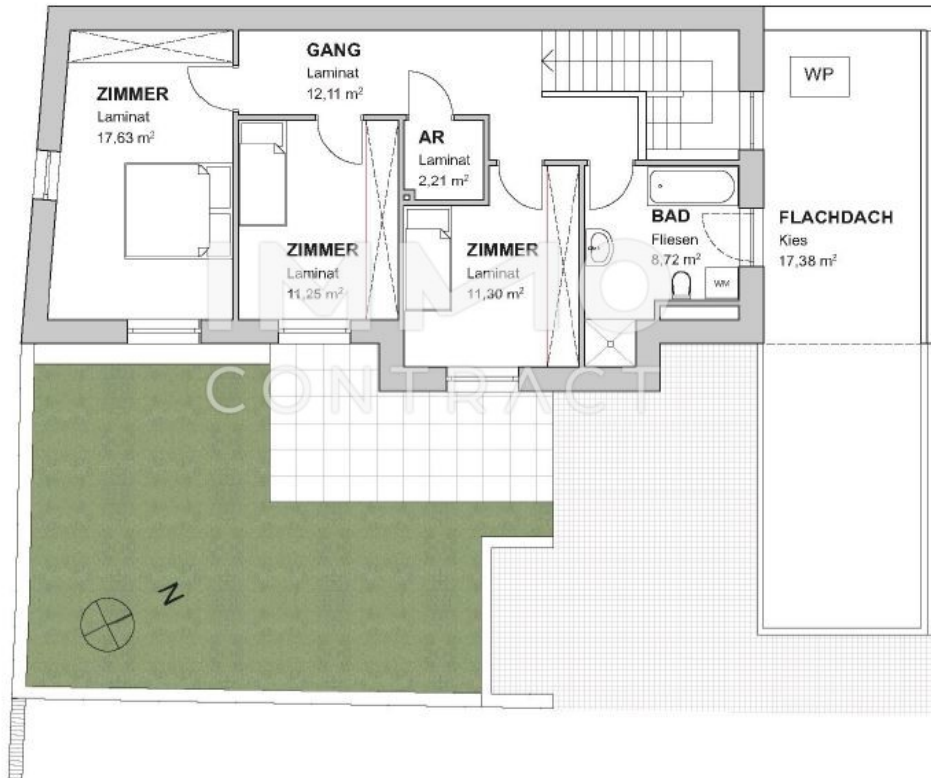 GANG
Laminat
12,11 m²
ZIMMER
Laminat
17,63 m²
AR
Laminat
2,21 m²
WP
ZIMMER
Laminat
11,25 m²
ZIMMER
Laminat
11,30 m²
BAD
Fliesen
8,72 m²
WM
FLACHDACH
Kies
17,38 m²
IMMO
CONTRACT
N